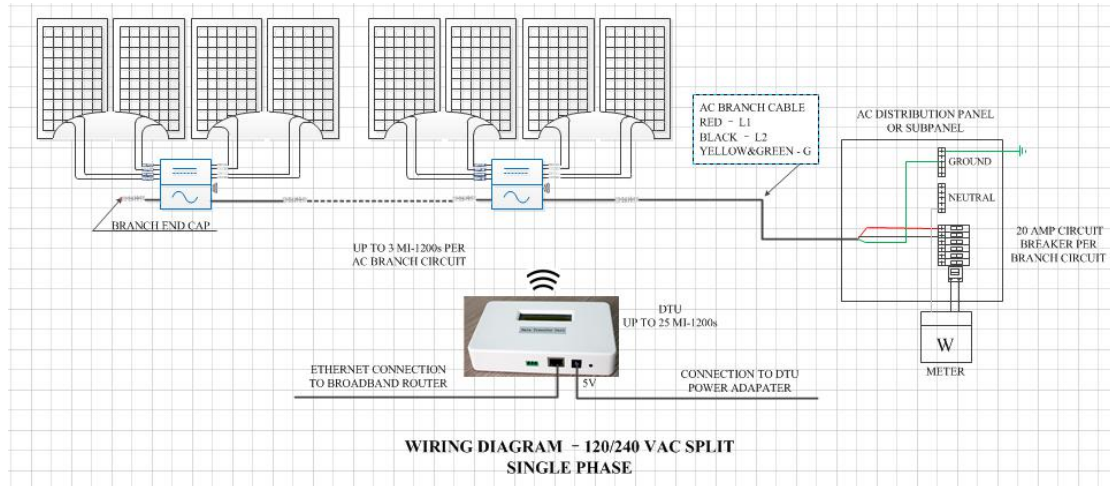 AC BRANCH CABLE
RED - L1
BLACK - L2
YELLOW&GREEN - G
AC DISTRIBUTION PANEL
OR SUBPANEL
GROUND
NEUTRAL
20 AMP CIRCUIT
BREAKER PER
BRANCH CIRCUIT
BRANCH END CAP
UP TO 3 MI-1200s PER
AC BRANCH CIRCUIT
DTU
UP TO 25 MI-1200s
W
METER
ETHERNET CONNECTION
TO BROADBAND ROUTER
5V
CONNECTION TO DTU
POWER ADAPATER
WIRING DIAGRAM - 120/240 VAC SPLIT
SINGLE PHASE